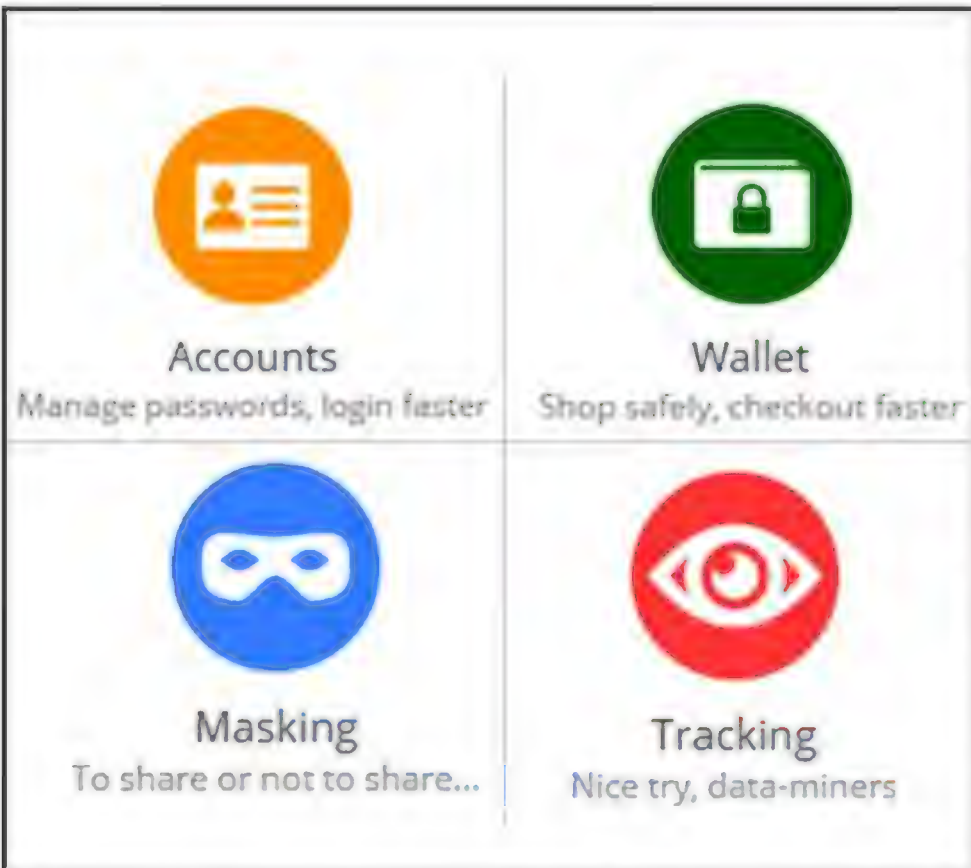 Accounts
Manage passwords, login faster
Wallet
Shop safely, checkout faster
Masking
To share or not to share...
Tracking
Nice try, data-miners